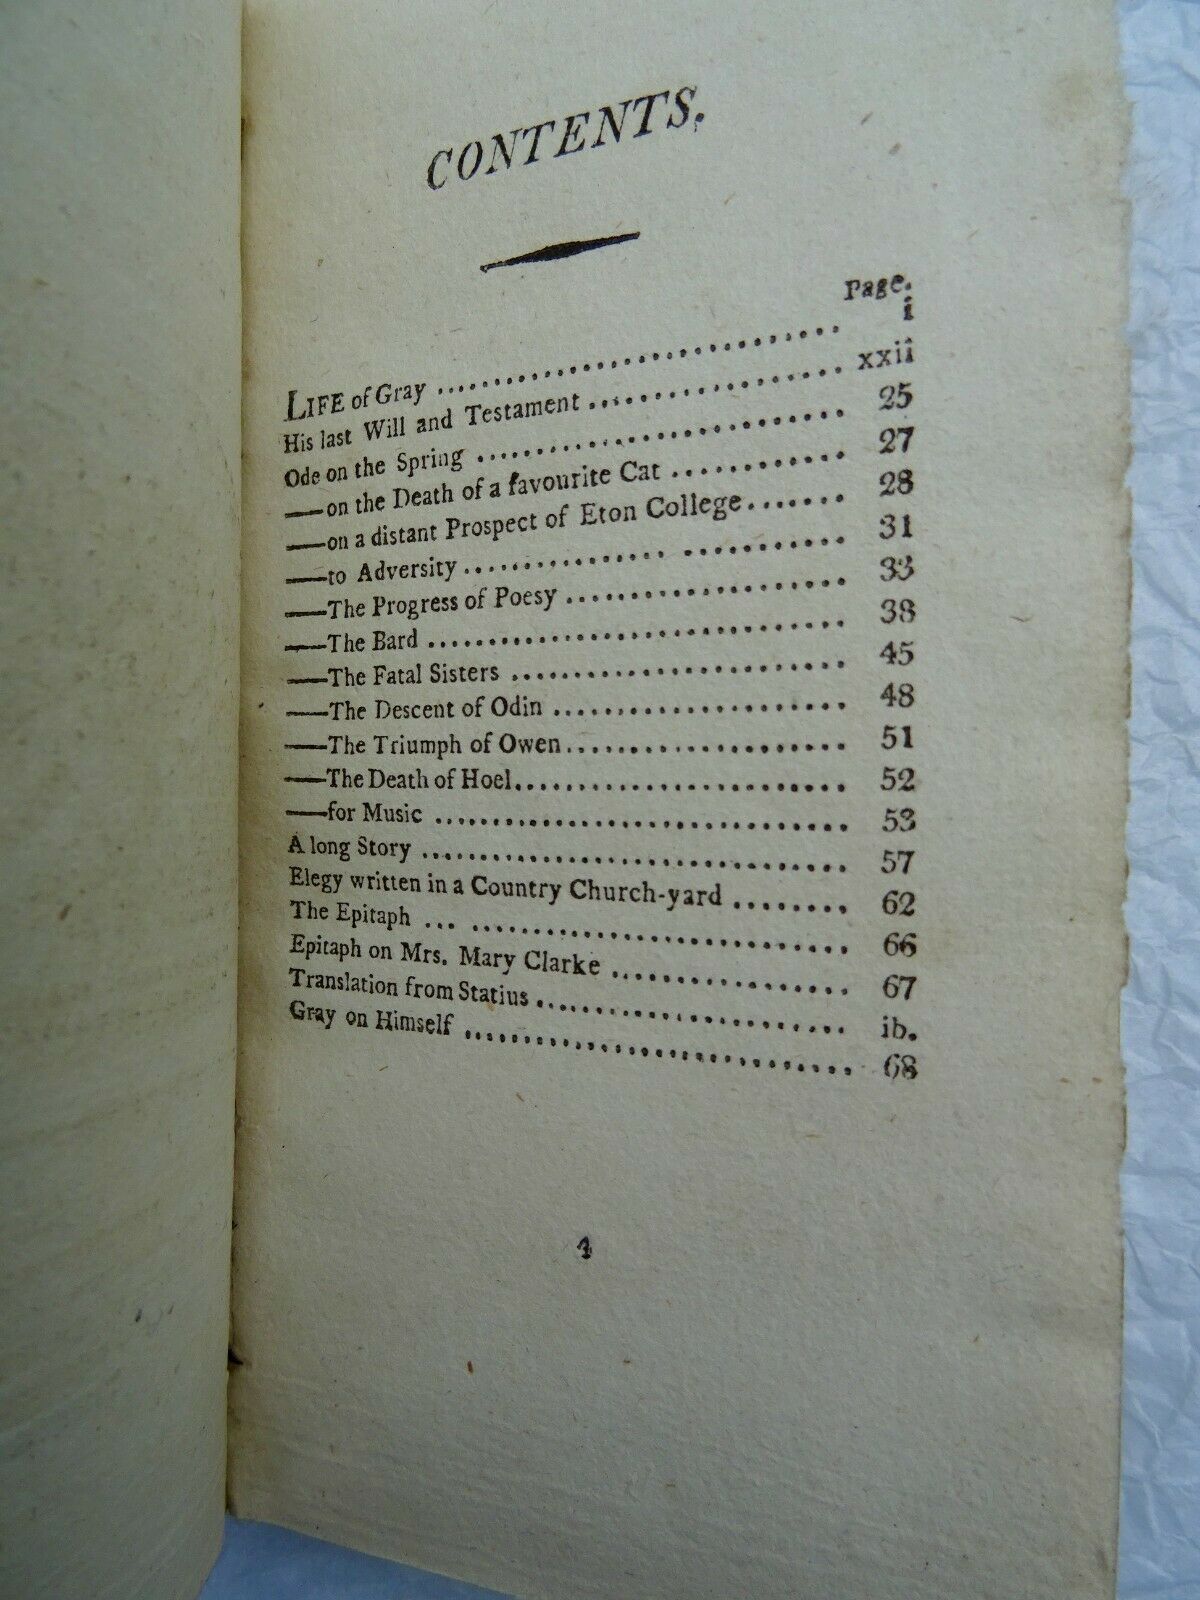 CONTENTS.
Page.
LIFE of Gray .............................. i
His last Will and Testament .................. xxii
Ode on the Spring .......................... 25
—on the Death of a favourite Cat ............ 27
—on a distant Prospect of Eton College....... 28
—to Adversity........................... 31
—The Progress of Poesy .................... 33
—The Bard .............................. 38
—The Fatal Sisters ........................ 45
—The Descent of Odin ..................... 48
—The Triumph of Owen..................... 51
—The Death of Hoel........................ 52
—for Music .............................. 53
A long Story .............................. 57
Elegy written in a Country Church-yard ........ 62
The Epitaph ... .......................... 66
Epitaph on Mrs. Mary Clarke ................. 67
Translation from Statius ...................... ib.
Gray on Himself ............................ 68
4